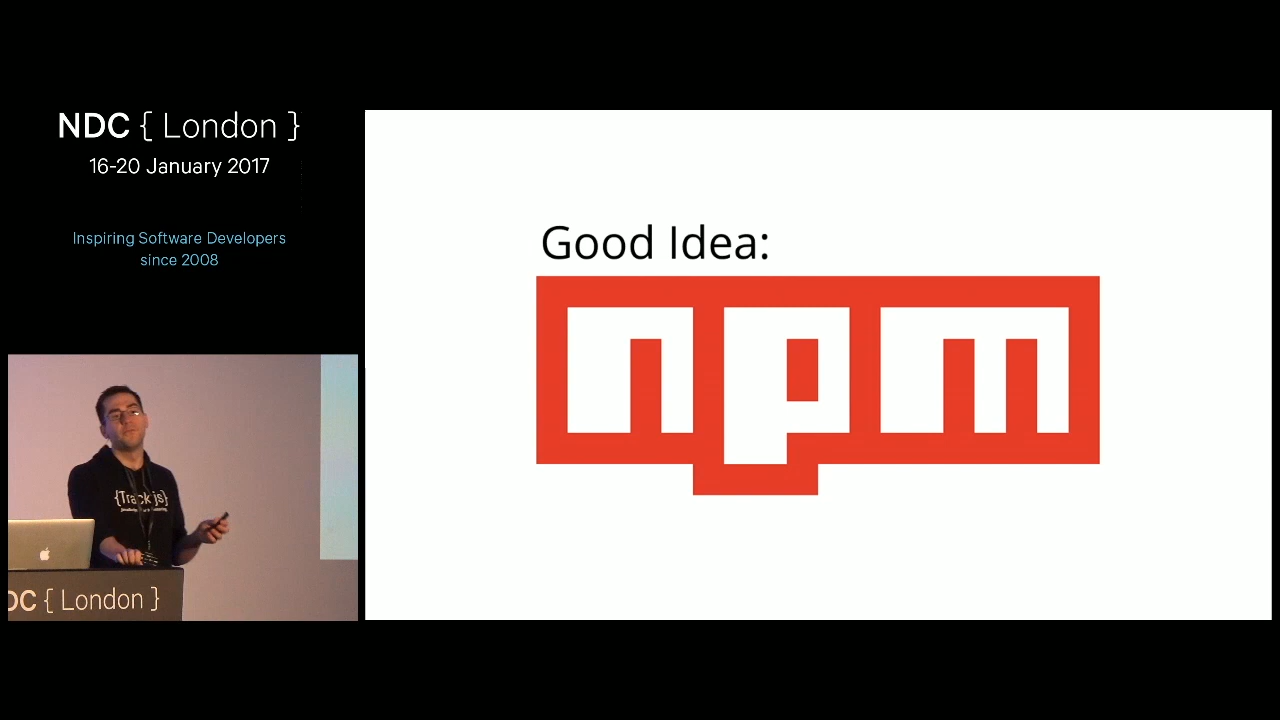 NDC { London }
16-20 January 2017
Inspiring Software Developers
since 2008
Good Idea:
npm
{Track js}
DC { London }